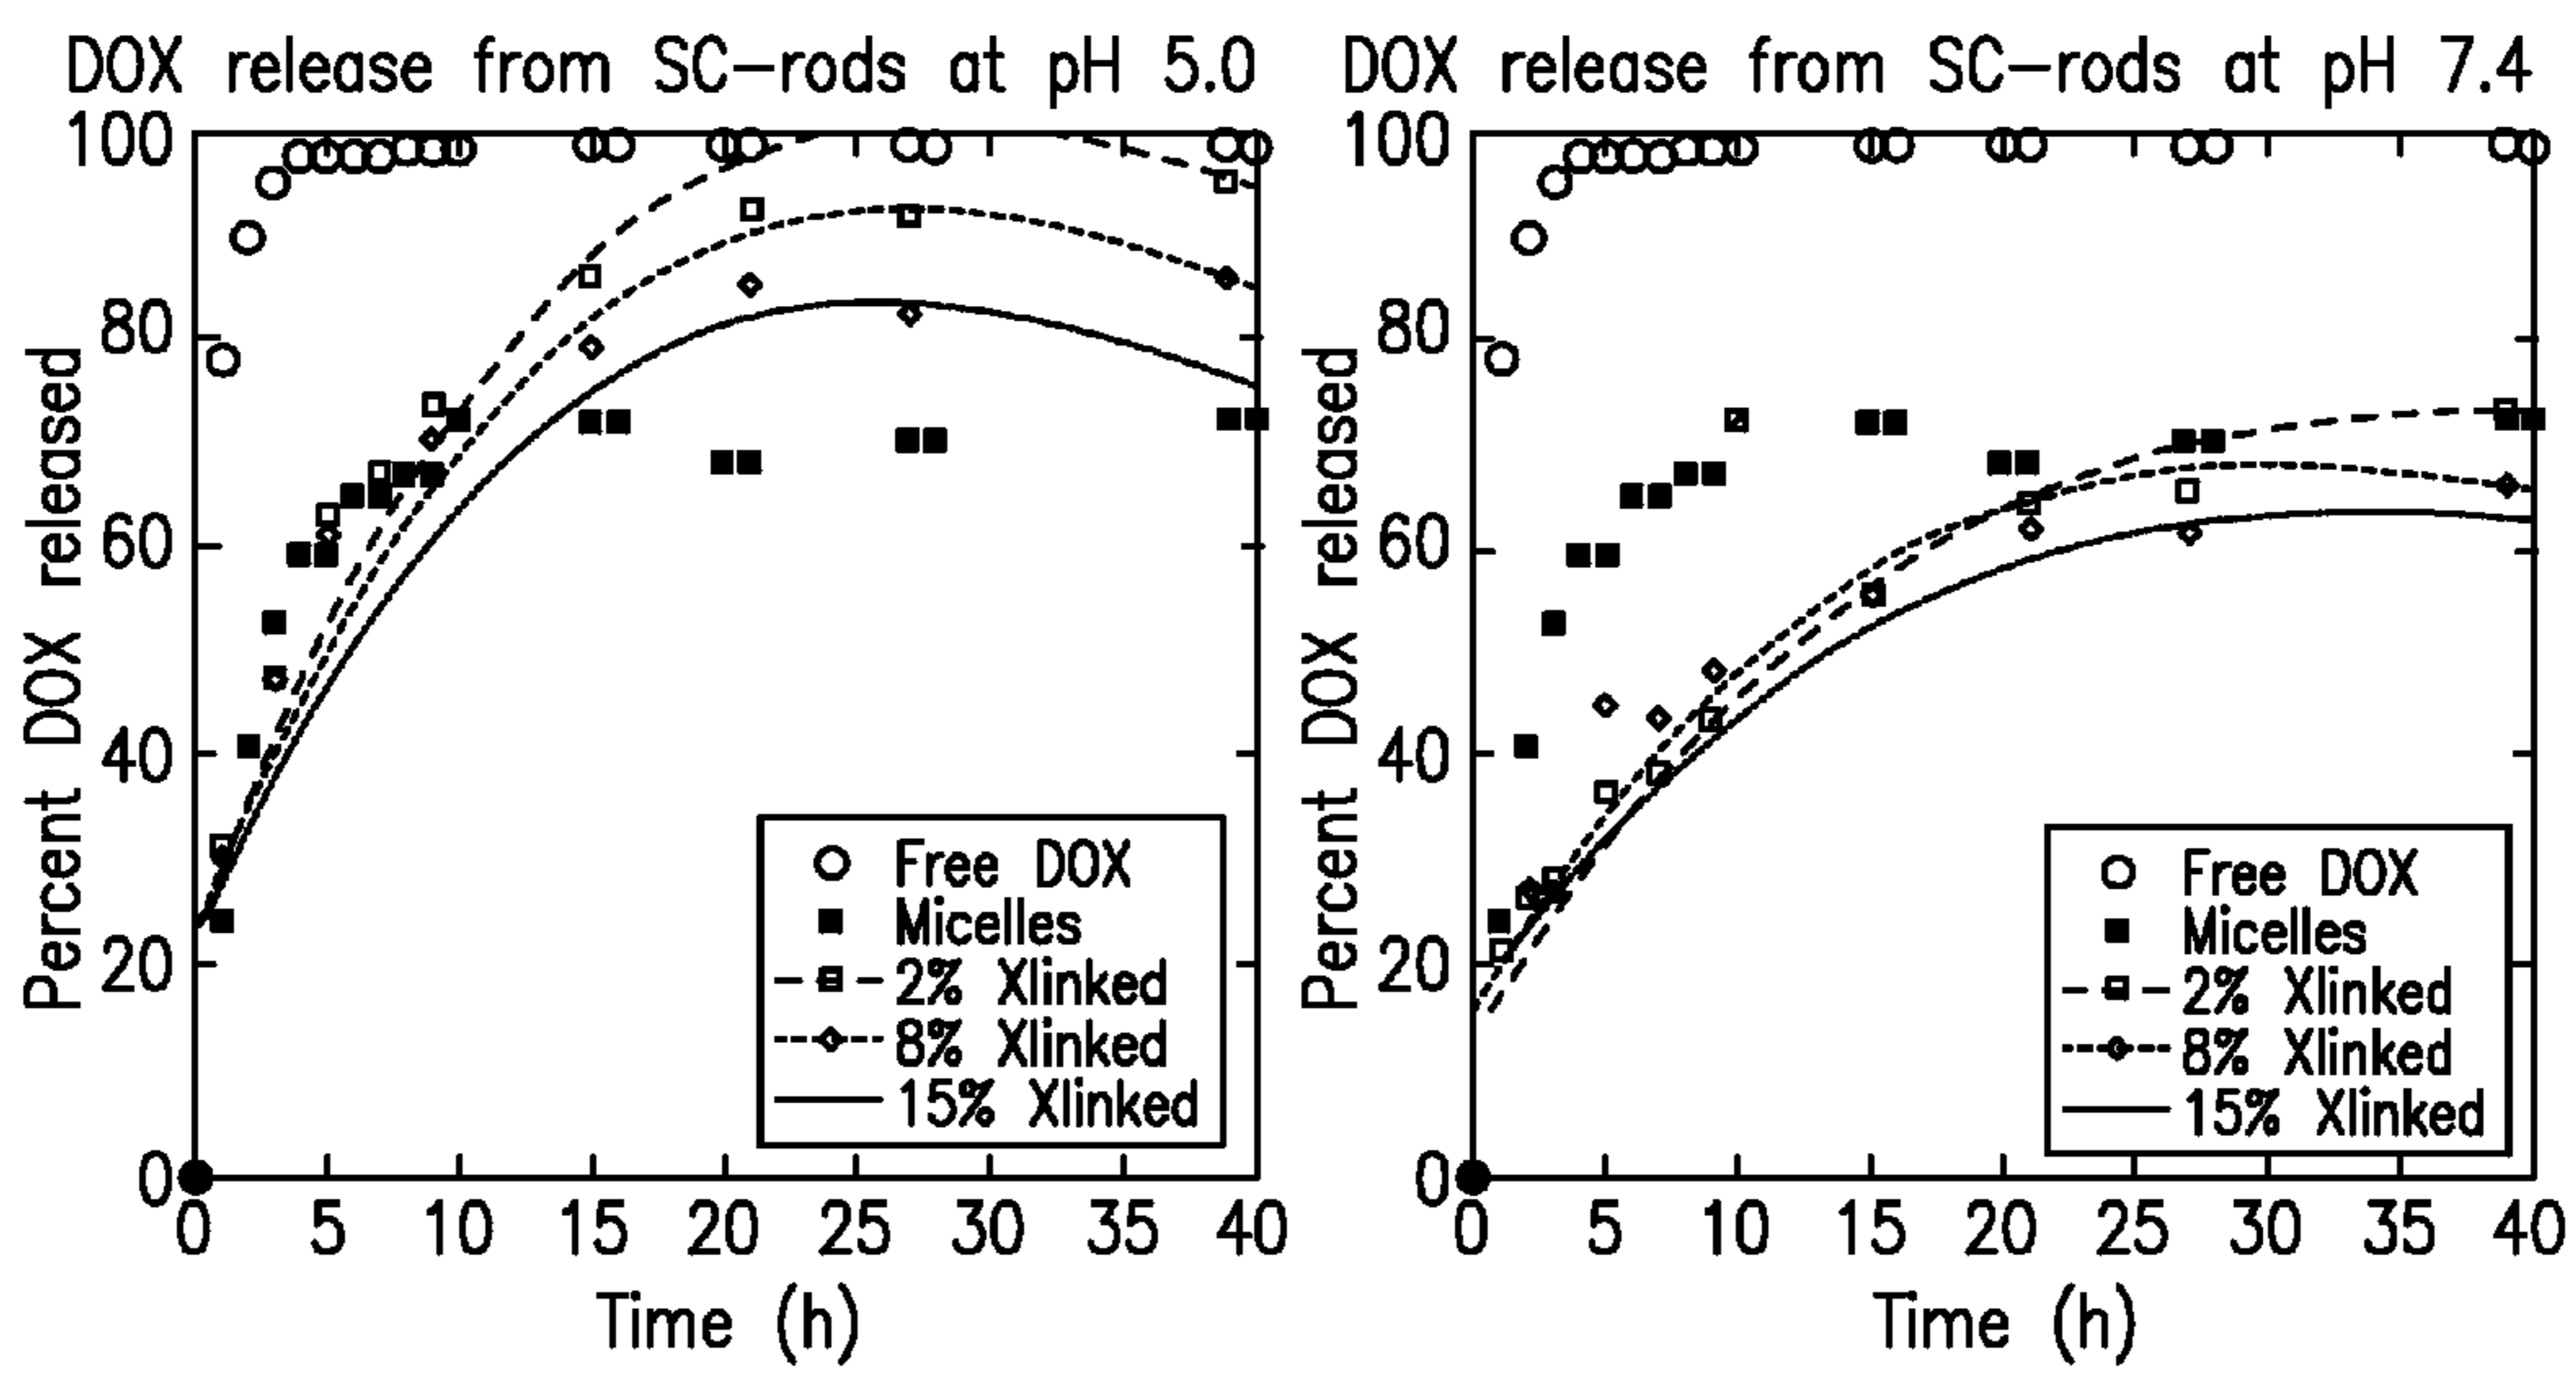 DOX release from SC-rods at pH 5.0
100
80
60
40
20
0
Percent DOX released
Free DOX
Micelles
2% Xlinked
8% Xlinked
15% Xlinked
0 5 10 15 20 25 30 35 40
Time (h)
DOX release from SC-rods at pH 7.4
100
80
60
40
20
0
Percent DOX released
Free DOX
Micelles
2% Xlinked
8% Xlinked
15% Xlinked
0 5 10 15 20 25 30 35 40
Time (h)